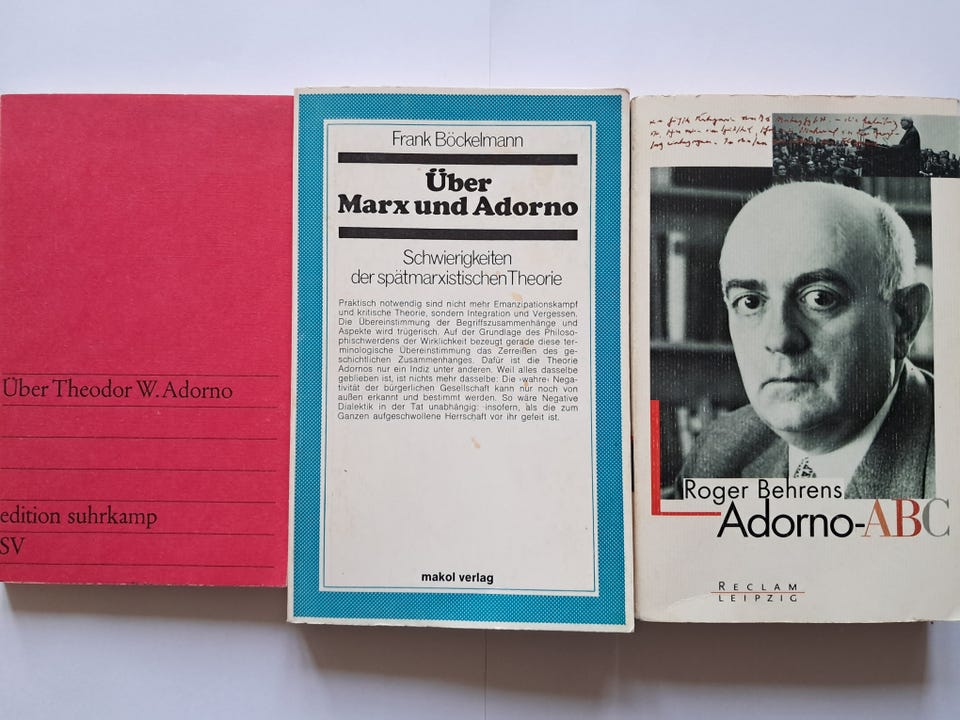 Über Theodor W. Adorno
edition suhrkamp
SV
Frank Böckelmann
Über
Marx und Adorno
Schwierigkeiten
der spätmarxistischen Theorie
Praktisch notwendig sind nicht mehr Emanzipationskampf
und kritische Theorie, sondern Integration und Vergessen.
Die Übereinstimmung der Begriffszusammenhänge und
Aspekte wird trügerisch. Auf der Grundlage des Philoso-
phischwerdens der Wirklichkeit bezeugt gerade diese ter-
minologische Übereinstimmung das Zerreißen des ge-
schichtlichen Zusammenhanges. Dafür ist die Theorie
Adornos nur ein Indiz unter anderen. Weil alles dasselbe
geblieben ist, ist nichts mehr dasselbe: Die ›wahre‹ Nega-
tivität der bürgerlichen Gesellschaft kann nur noch von
außen erkannt und bestimmt werden. So wäre Negative
Dialektik in der Tat unabhängig: insofern, als die zum
Ganzen aufgeschwollene Herrschaft vor ihr gefeit ist.
makol verlag
Roger Behrens
Adorno-ABC
RECLAM
LEIPZIG